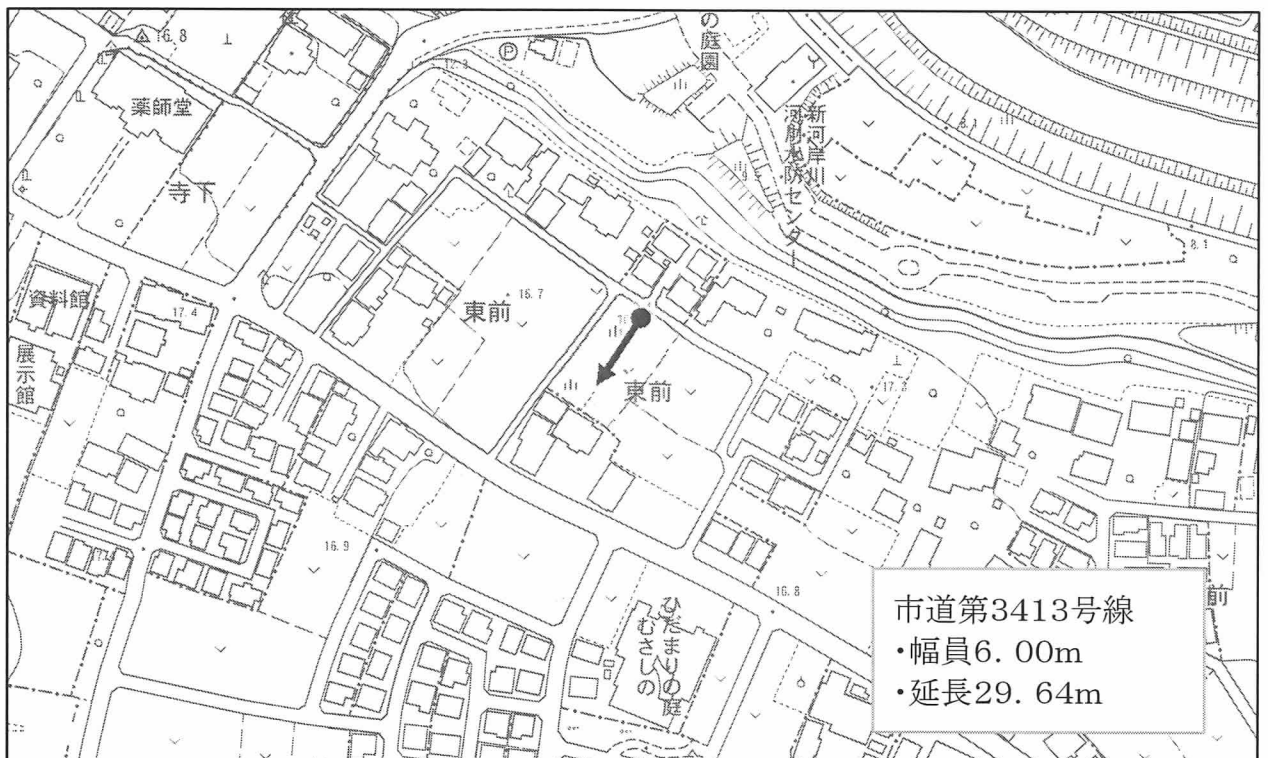 16.8
薬師堂
寺下
の庭園
新河岸川
河川水防センター
8.1
8.1
資料館
展示館
17.4
東前
15.7
東前
17.3
16.9
16.8
ひだまりの庭
むさしの
前
市道第3413号線
・幅員6.00m
・延長29.64m